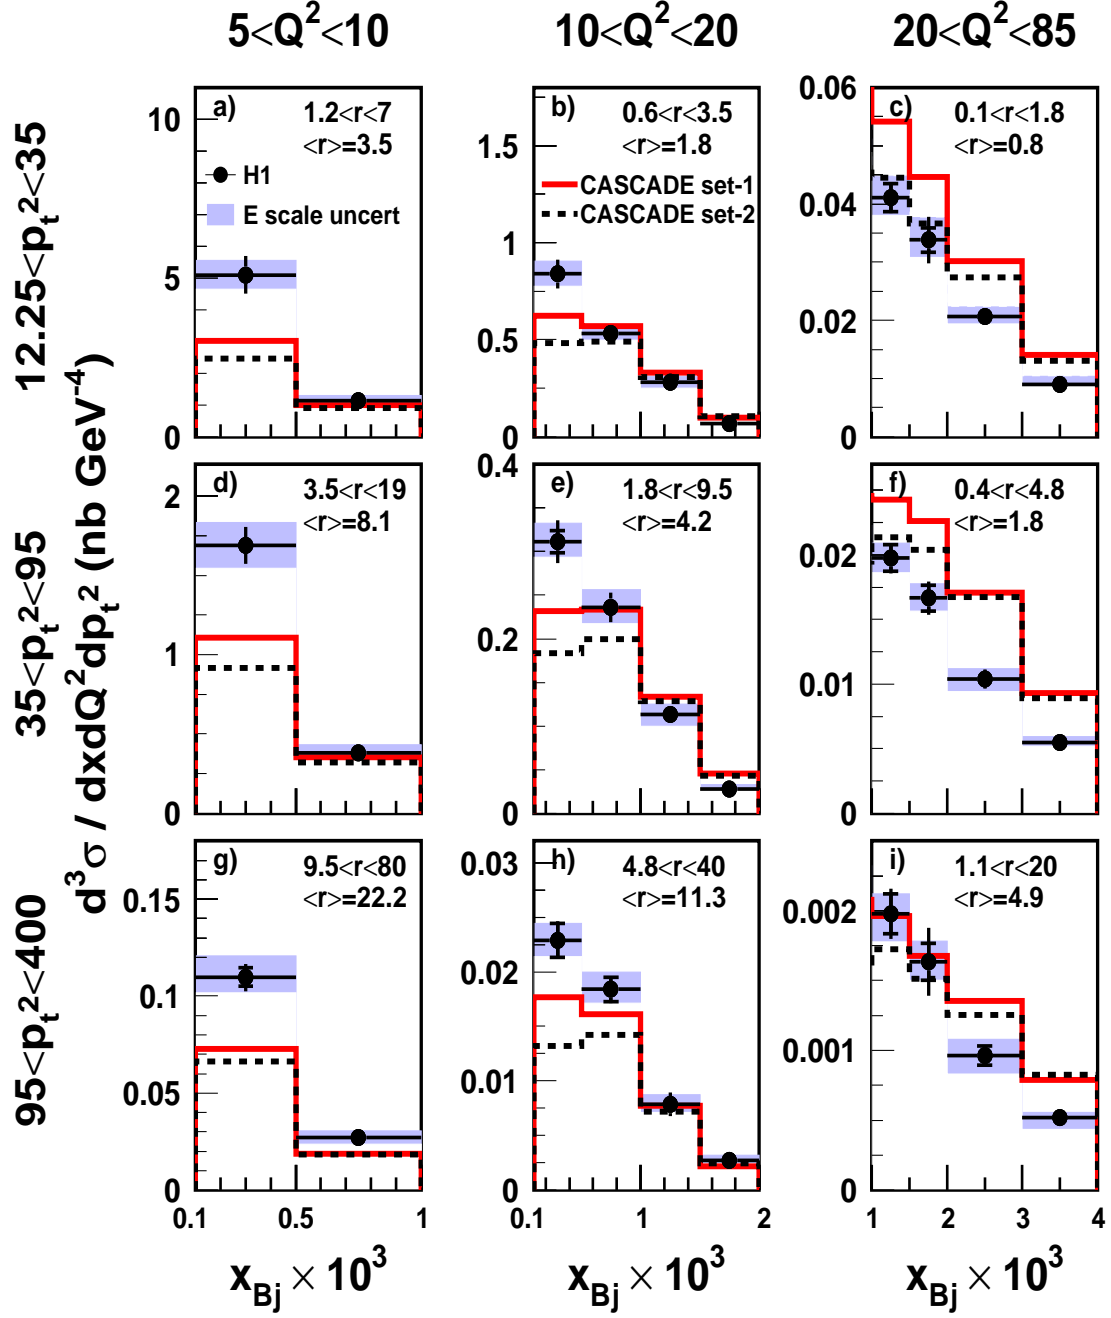 5<Q²<10
10<Q²<20
20<Q²<85
12.25<pₜ²<35
35<pₜ²<95
95<pₜ²<400
d³σ / dxdQ²dpₜ² (nb GeV⁻⁴)
a)
1.2<r<7
<r>=3.5
H1
E scale uncert
10
5
0
b)
0.6<r<3.5
<r>=1.8
CASCADE set-1
CASCADE set-2
1.5
1
0.5
0
c)
0.1<r<1.8
<r>=0.8
0.06
0.04
0.02
0
d)
3.5<r<19
<r>=8.1
2
1
0
e)
1.8<r<9.5
<r>=4.2
0.4
0.2
0
f)
0.4<r<4.8
<r>=1.8
0.02
0.01
0
g)
9.5<r<80
<r>=22.2
0.15
0.1
0.05
0
h)
4.8<r<40
<r>=11.3
0.03
0.02
0.01
0
i)
1.1<r<20
<r>=4.9
0.002
0.001
0
0.1 0.5 1
0.1 1 2
1 2 3 4
x_Bj × 10³
x_Bj × 10³
x_Bj × 10³